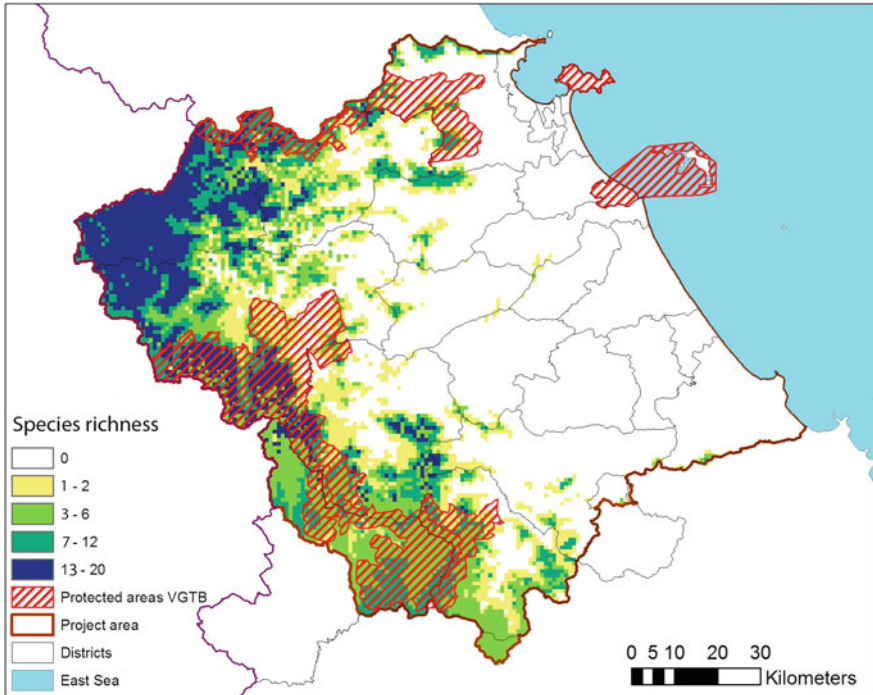 Species richness
0
1 - 2
3 - 6
7 - 12
13 - 20
Protected areas VGTB
Project area
Districts
East Sea
0 5 10 20 30
Kilometers